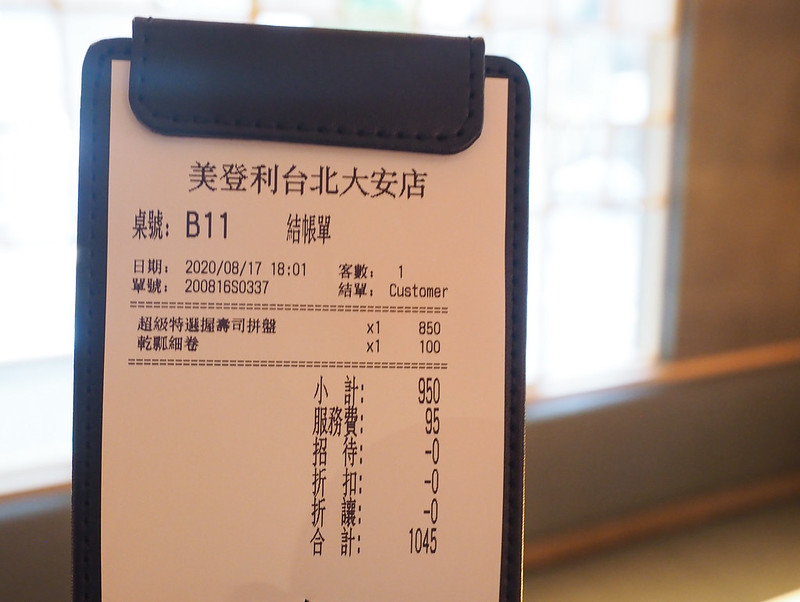 美登利台北大安店
桌號: B11 結帳單
日期: 2020/08/17 18:01 客數: 1
單號: 200816S0337 結單: Customer
超級特選握壽司拼盤 x1 850
乾瓢細卷 x1 100
小 計: 950
服務費: 95
招 待: -0
折 扣: -0
折 讓: -0
合 計: 1045